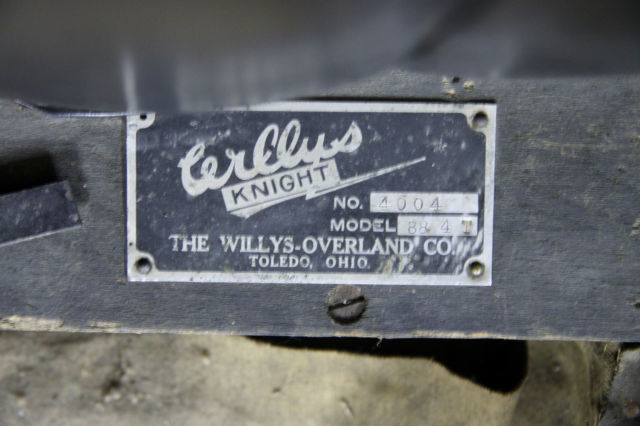 Willys
KNIGHT
NO. 4004
MODEL 88 4
THE WILLYS-OVERLAND CO.
TOLEDO, OHIO.